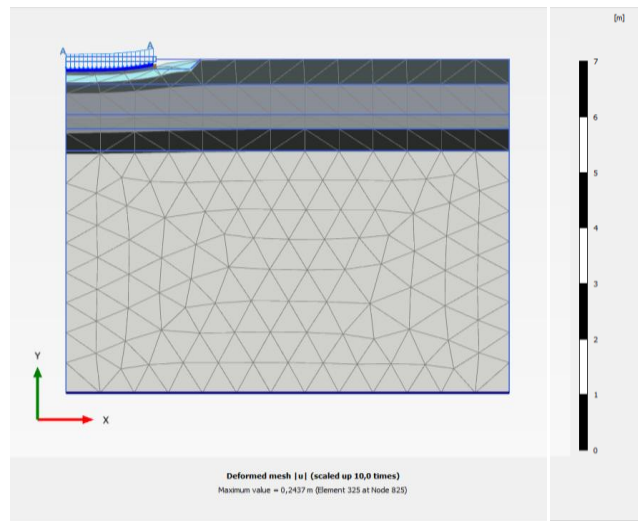 [m]
A
A
7
6
5
4
3
2
1
0
Y
X
Deformed mesh |u| (scaled up 10,0 times)
Maximum value = 0,2437 m (Element 325 at Node 825)